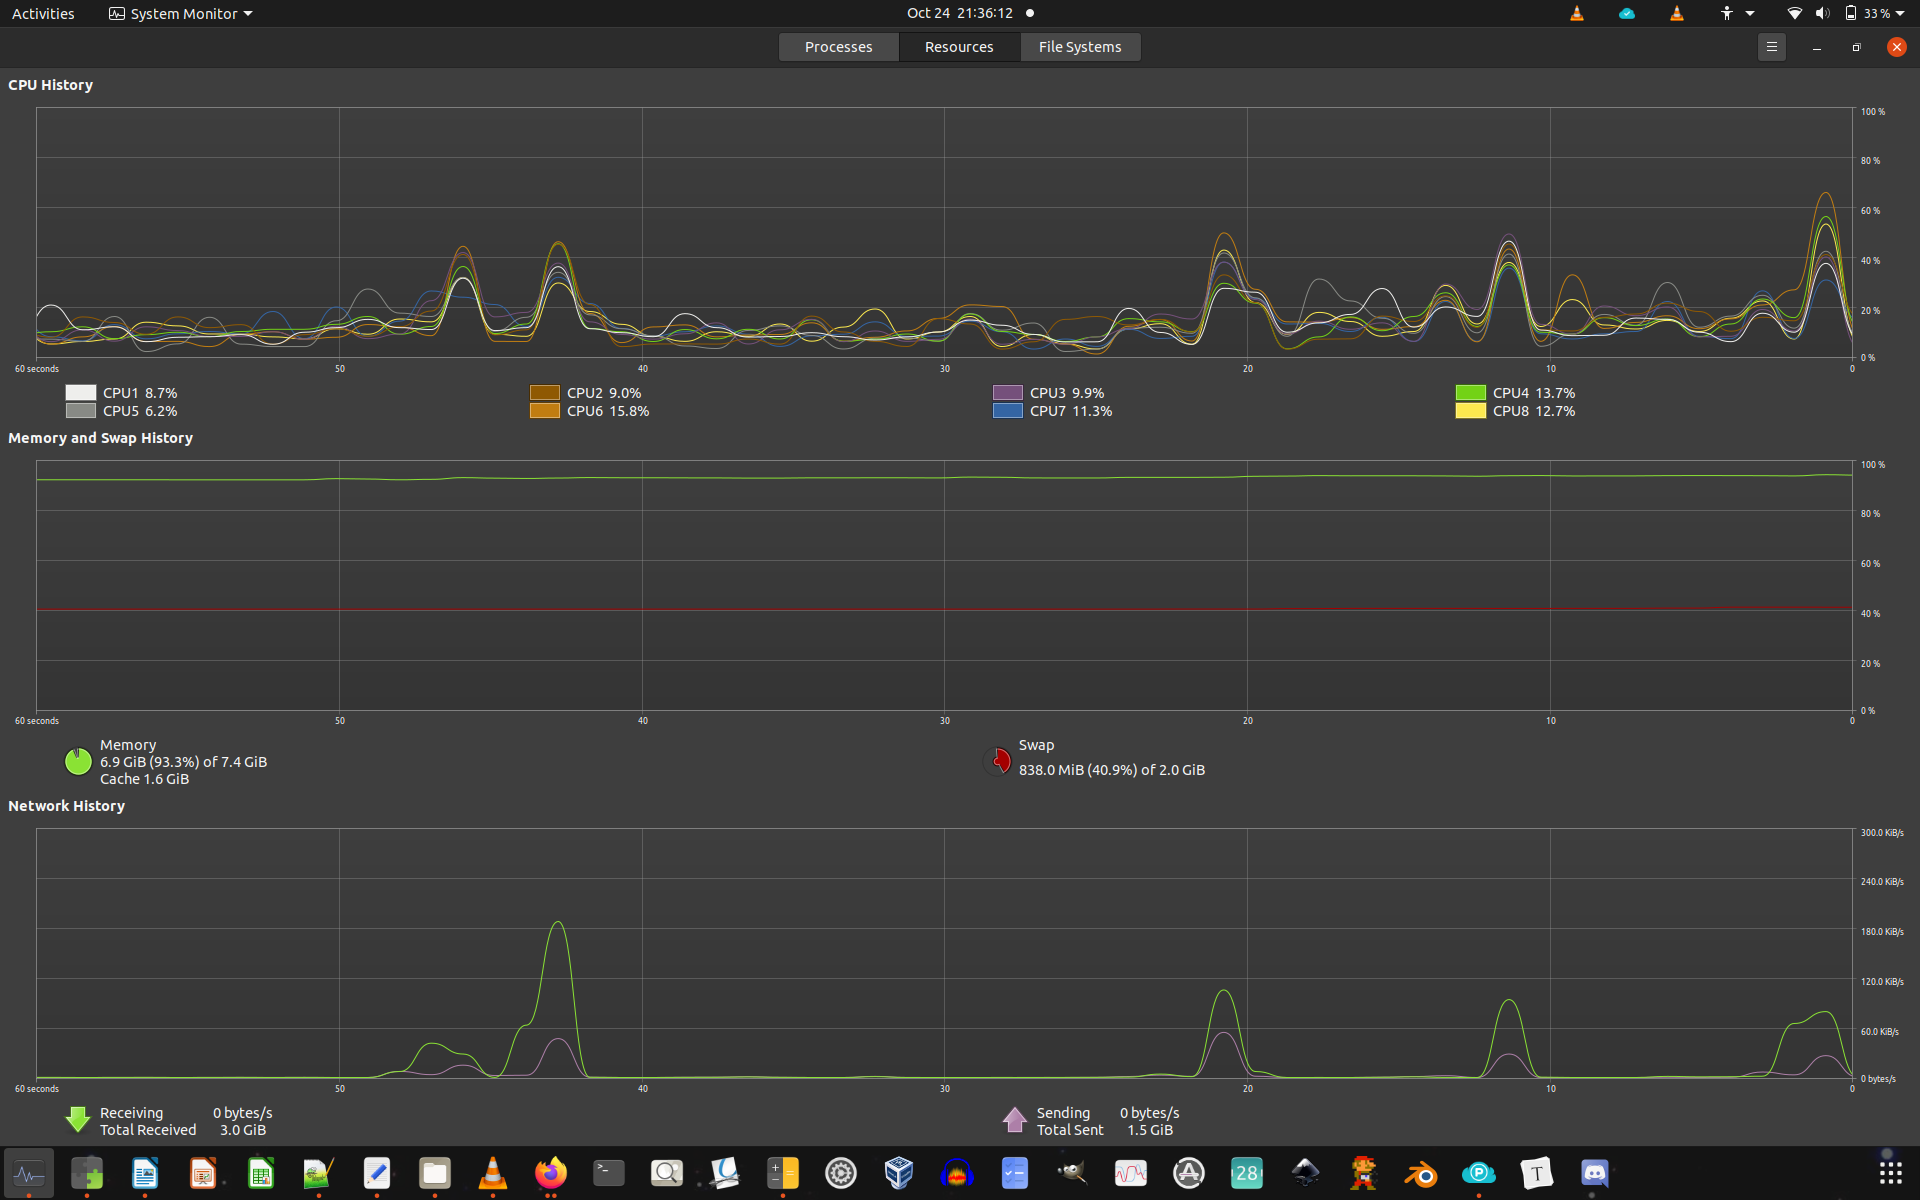 Activities System Monitor Oct 24 21:36:12 33 %
Processes Resources File Systems
CPU History
100 %
80 %
60 %
40 %
20 %
0 %
60 seconds 50 40 30 20 10 0
CPU1 8.7% CPU2 9.0% CPU3 9.9% CPU4 13.7%
CPU5 6.2% CPU6 15.8% CPU7 11.3% CPU8 12.7%
Memory and Swap History
100 %
80 %
60 %
40 %
20 %
0 %
60 seconds 50 40 30 20 10 0
Memory Swap
6.9 GiB (93.3%) of 7.4 GiB 838.0 MiB (40.9%) of 2.0 GiB
Cache 1.6 GiB
Network History
300.0 KiB/s
240.0 KiB/s
180.0 KiB/s
120.0 KiB/s
60.0 KiB/s
0 bytes/s
60 seconds 50 40 30 20 10 0
Receiving 0 bytes/s Sending 0 bytes/s
Total Received 3.0 GiB Total Sent 1.5 GiB
28 P T